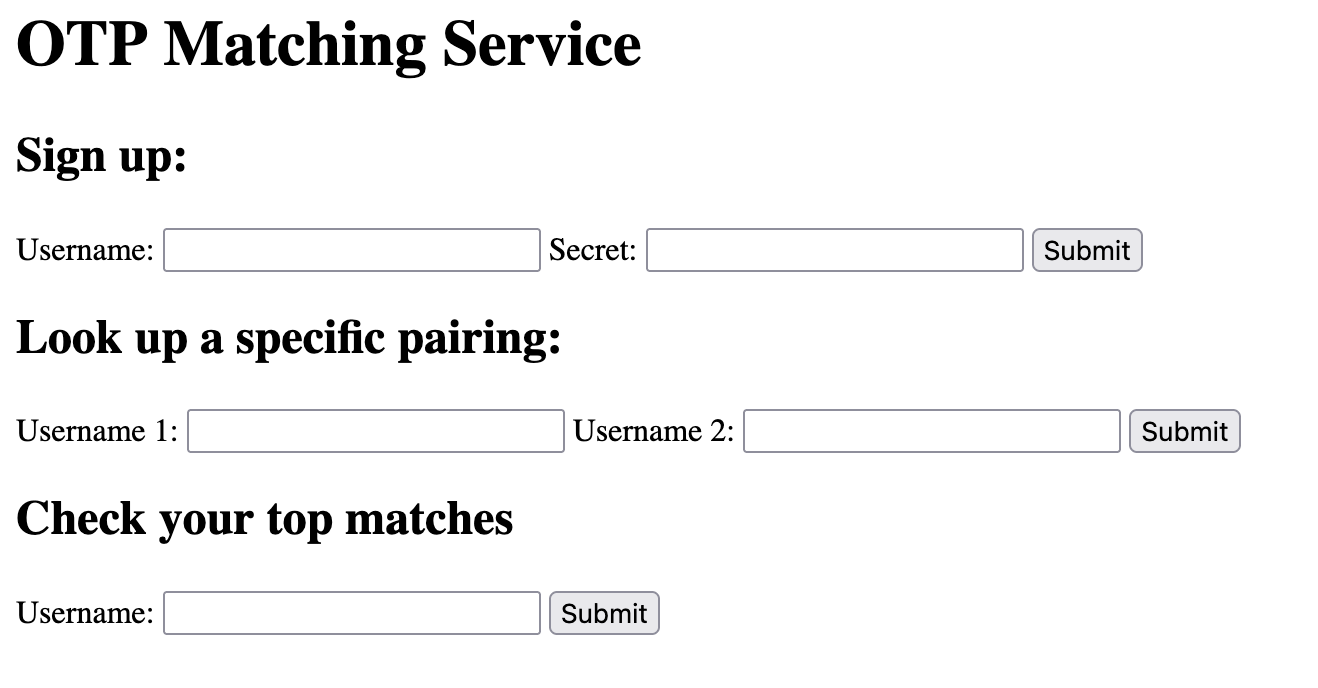 OTP Matching Service
Sign up:
Username: Secret: Submit
Look up a specific pairing:
Username 1: Username 2: Submit
Check your top matches
Username: Submit